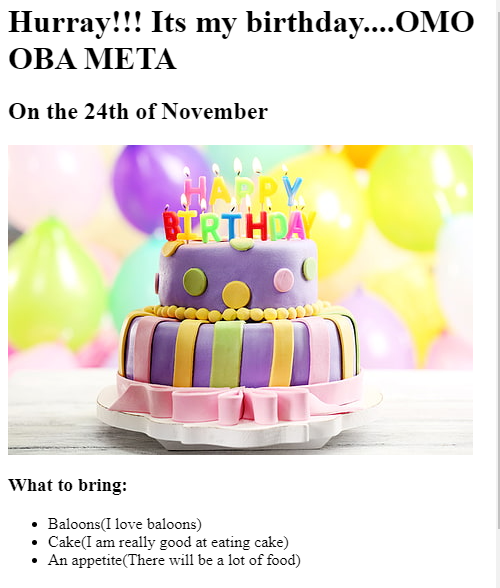 Hurray!!! Its my birthday....OMO
OBA META
On the 24th of November
HAPPY
BIRTHDAY
What to bring:
Baloons(I love baloons)
Cake(I am really good at eating cake)
An appetite(There will be a lot of food)